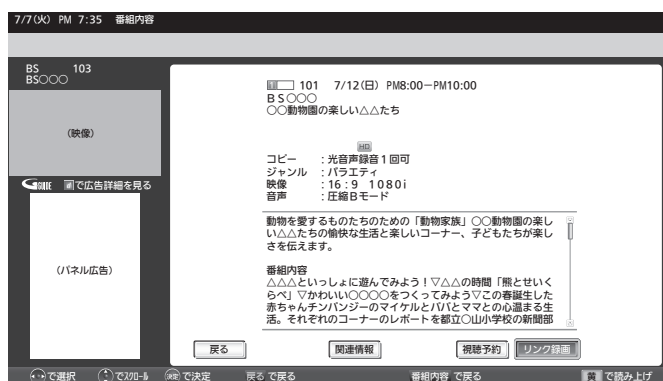 7/7(火) PM 7:35 番組内容
BS 103
BS○○○
(映像)
GGUIDE dで広告詳細を見る
(パネル広告)
101 7/12(日) PM8:00−PM10:00
BS○○○
○○動物園の楽しい△△たち
HD
コピー :光音声録音1回可
ジャンル :バラエティ
映像 :16:9 1080i
音声 :圧縮Bモード
動物を愛するものたちのための「動物家族」○○動物園の楽し
い△△たちの愉快な生活と楽しいコーナー、子どもたちが楽し
さを伝えます。
番組内容
△△△といっしょに遊んでみよう！▽△△の時間「熊とせいく
らべ」▽かわいい○○○○をつくってみよう▽この春誕生した
赤ちゃんチンパンジーのマイケルとパパとママとの心温まる生
活。それぞれのコーナーのレポートを都立○山小学校の新聞部
戻る 関連情報 視聴予約 リンク録画
で選択 でスクロール 決定で決定 戻る で戻る 番組内容 で戻る 黄 で読み上げ